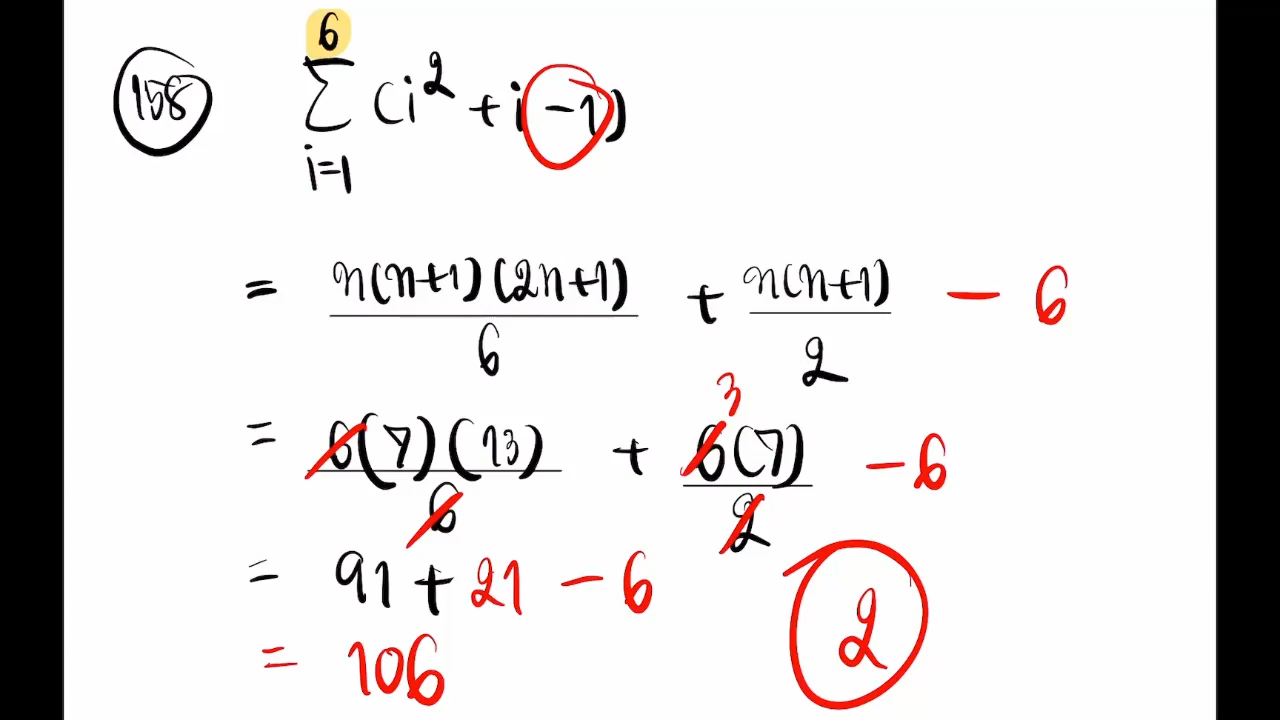 158
6
∑ (i² + i - 1)
i=1
= n(n+1)(2n+1)/6 + n(n+1)/2 - 6
3
= 6(7)(13)/6 + 6(7)/2 - 6
= 91 + 21 - 6
= 106
2